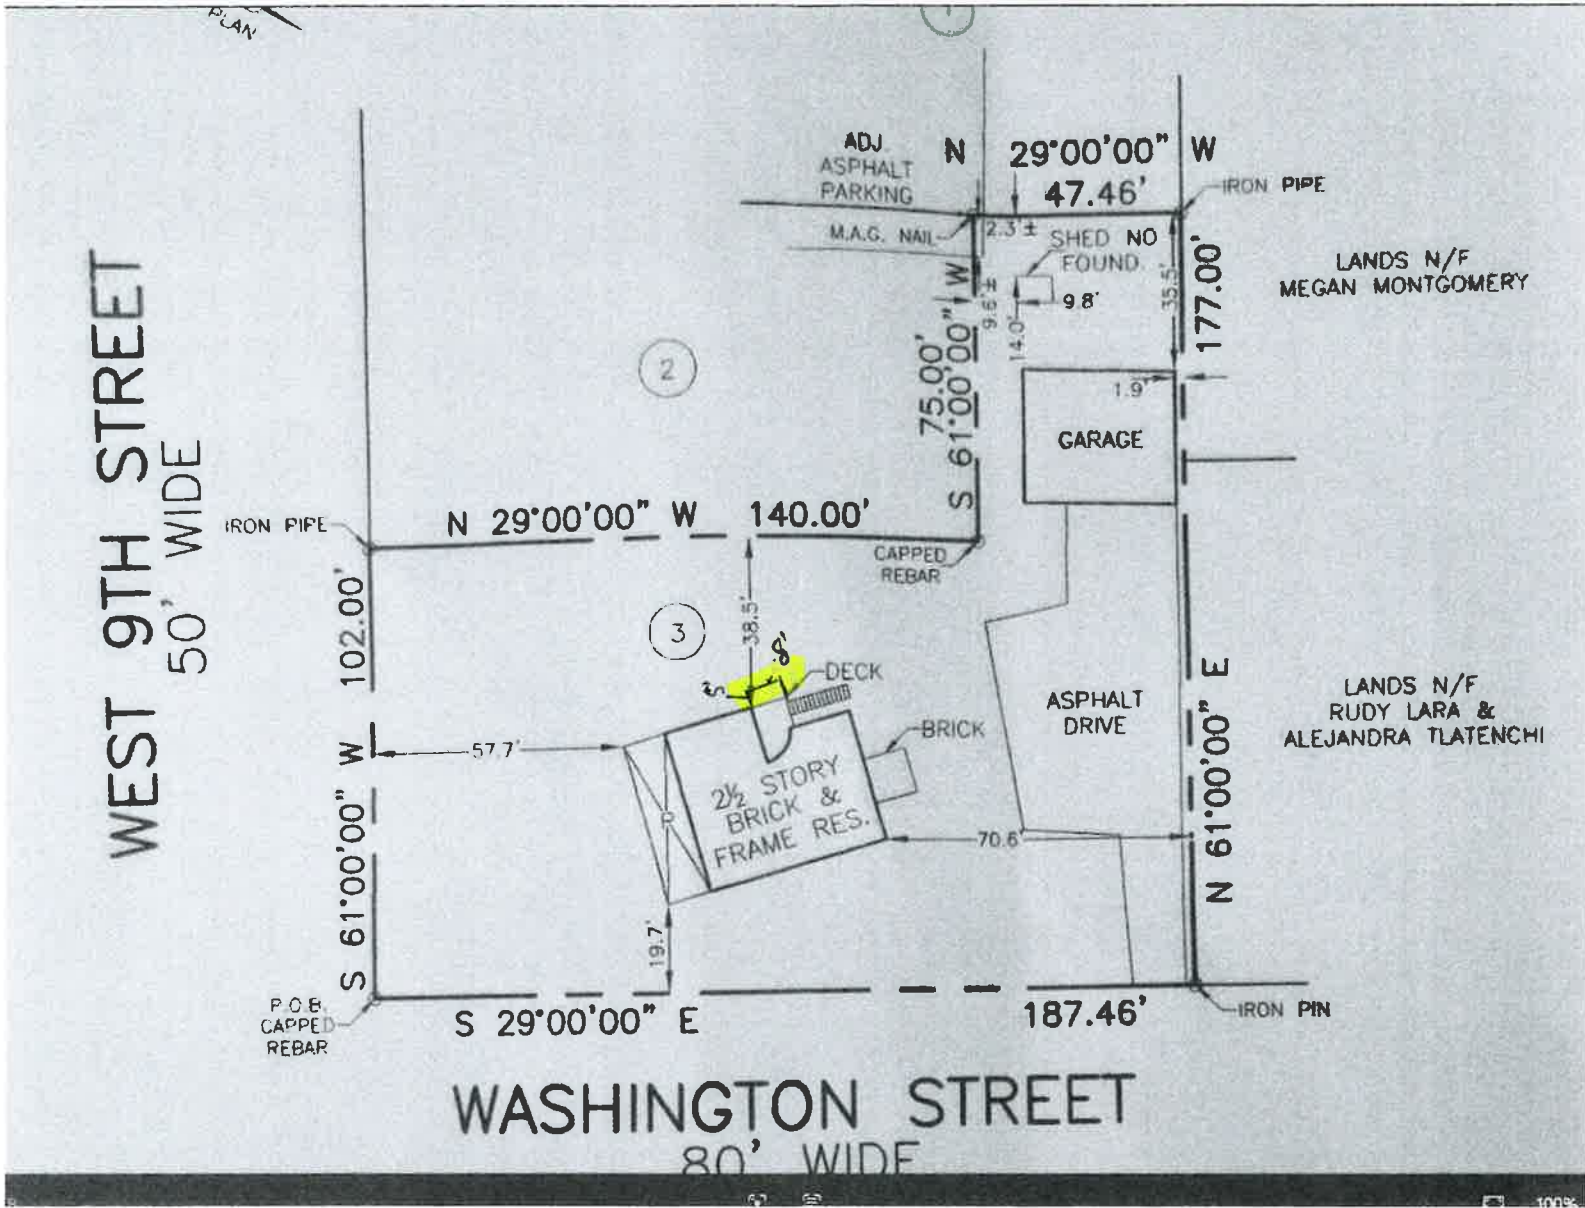 PLAN
ADJ.
ASPHALT
PARKING
N 29°00'00" W
47.46'
IRON PIPE
M.A.G. NAIL
2.3'±
SHED NO
FOUND.
9.8'
9.6'±
14.0'
35.5'
177.00'
LANDS N/F
MEGAN MONTGOMERY
WEST 9TH STREET
50' WIDE
2
75.00'
S 61°00'00" W
1.9'
GARAGE
IRON PIPE
N 29°00'00" W 140.00'
CAPPED
REBAR
102.00'
S 61°00'00" W
3
38.5'
8'
DECK
BRICK
ASPHALT
DRIVE
LANDS N/F
RUDY LARA &
ALEJANDRA TLATENCHI
57.7'
2½ STORY
BRICK &
FRAME RES.
P
70.6'
N 61°00'00" E
19.7'
P.O.B.
CAPPED
REBAR
S 29°00'00" E
187.46'
IRON PIN
WASHINGTON STREET
80' WIDE
100%